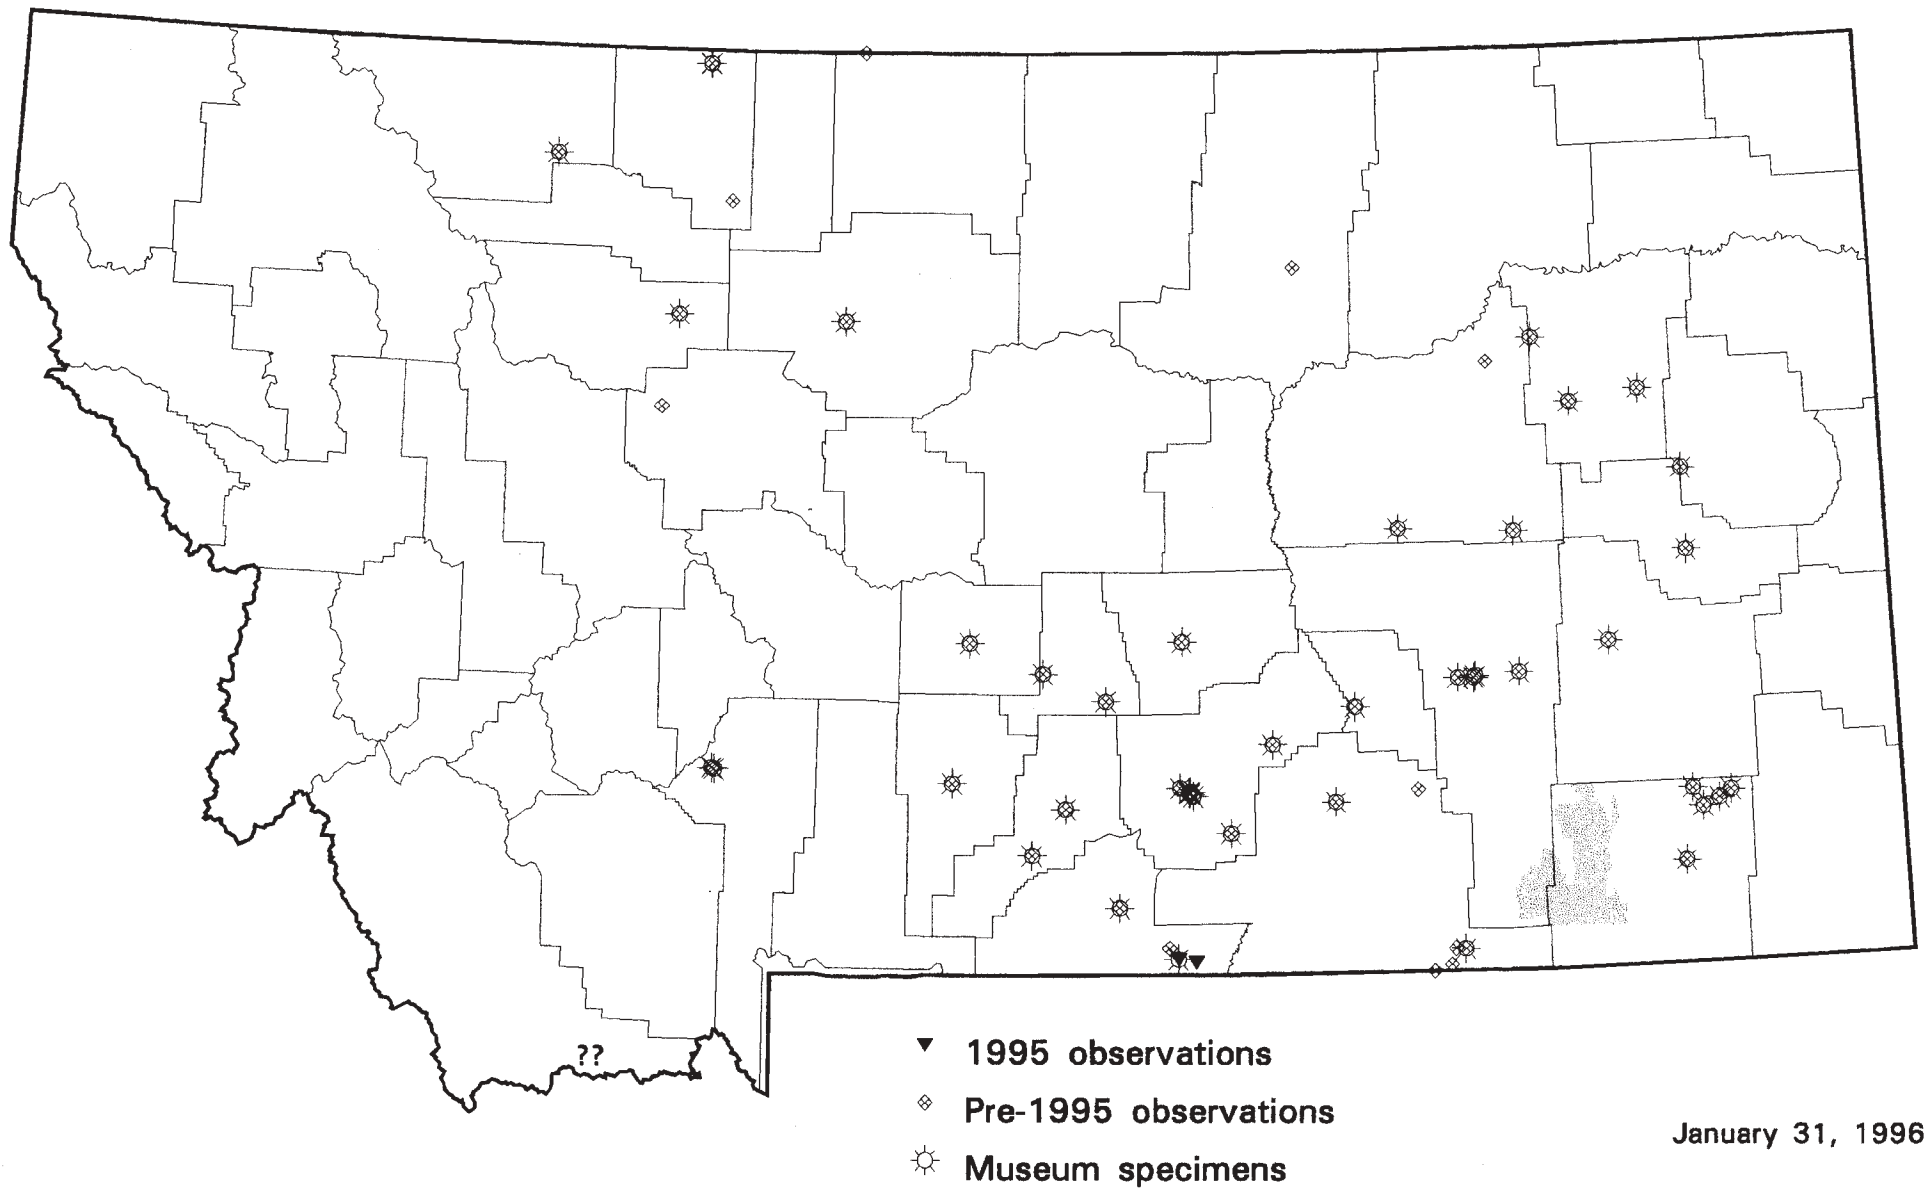 ??
1995 observations
Pre-1995 observations
Museum specimens
January 31, 1996